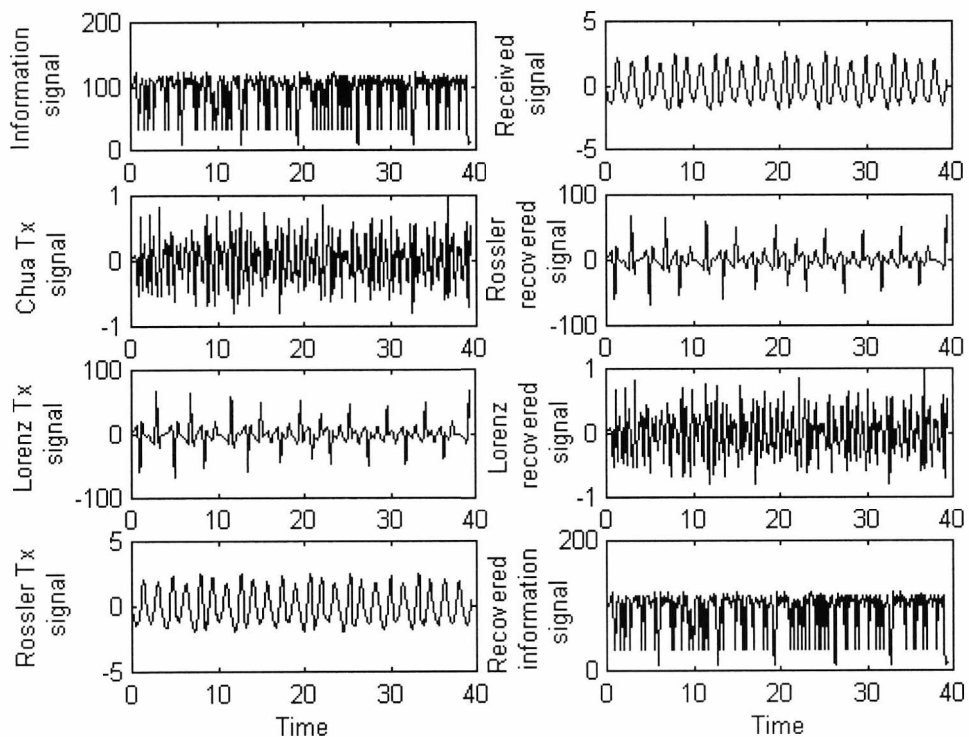 Information
signal
200
100
0
0 10 20 30 40
Received
signal
5
0
-5
0 10 20 30 40
Chua Tx
signal
1
0
-1
0 10 20 30 40
Rossler
recovered
signal
100
0
-100
0 10 20 30 40
Lorenz Tx
signal
100
0
-100
0 10 20 30 40
Lorenz
recovered
signal
1
0
-1
0 10 20 30 40
Rossler Tx
signal
5
0
-5
0 10 20 30 40
Time
Recovered
information
signal
200
100
0
0 10 20 30 40
Time